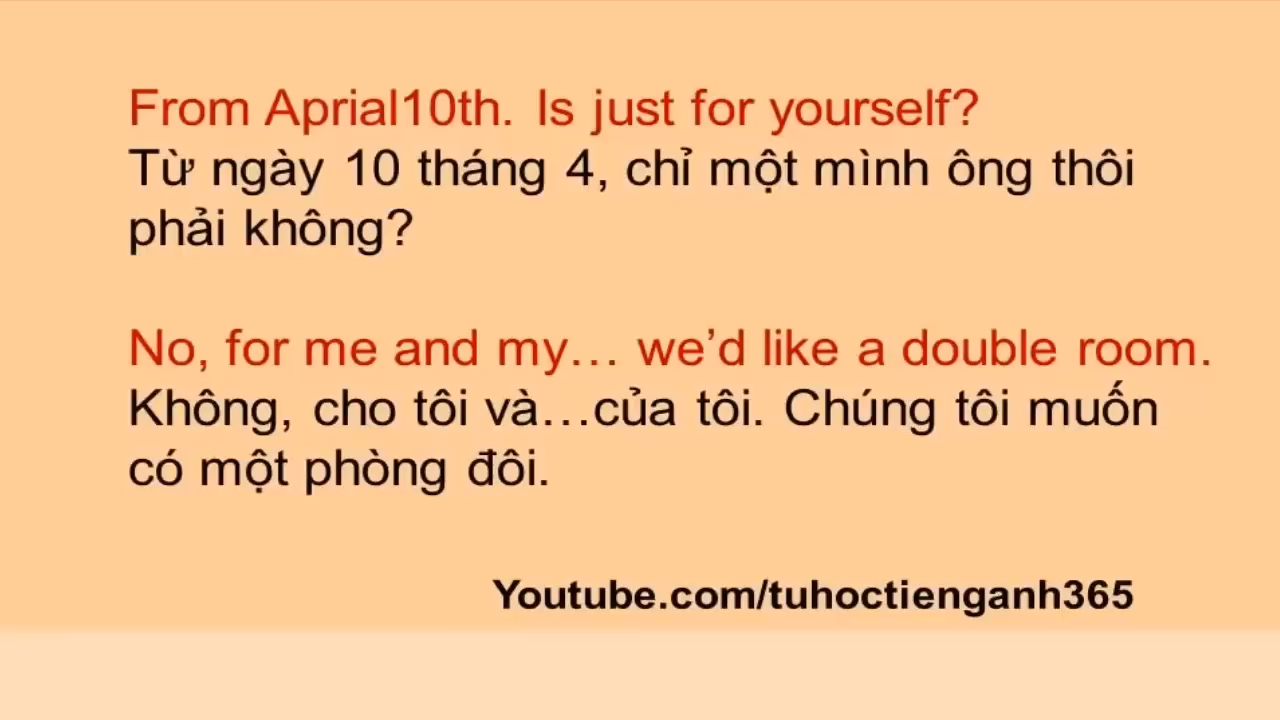 From Aprial10th. Is just for yourself?
Từ ngày 10 tháng 4, chỉ một mình ông thôi
phải không?
No, for me and my… we’d like a double room.
Không, cho tôi và…của tôi. Chúng tôi muốn
có một phòng đôi.
Youtube.com/tuhoctienganh365